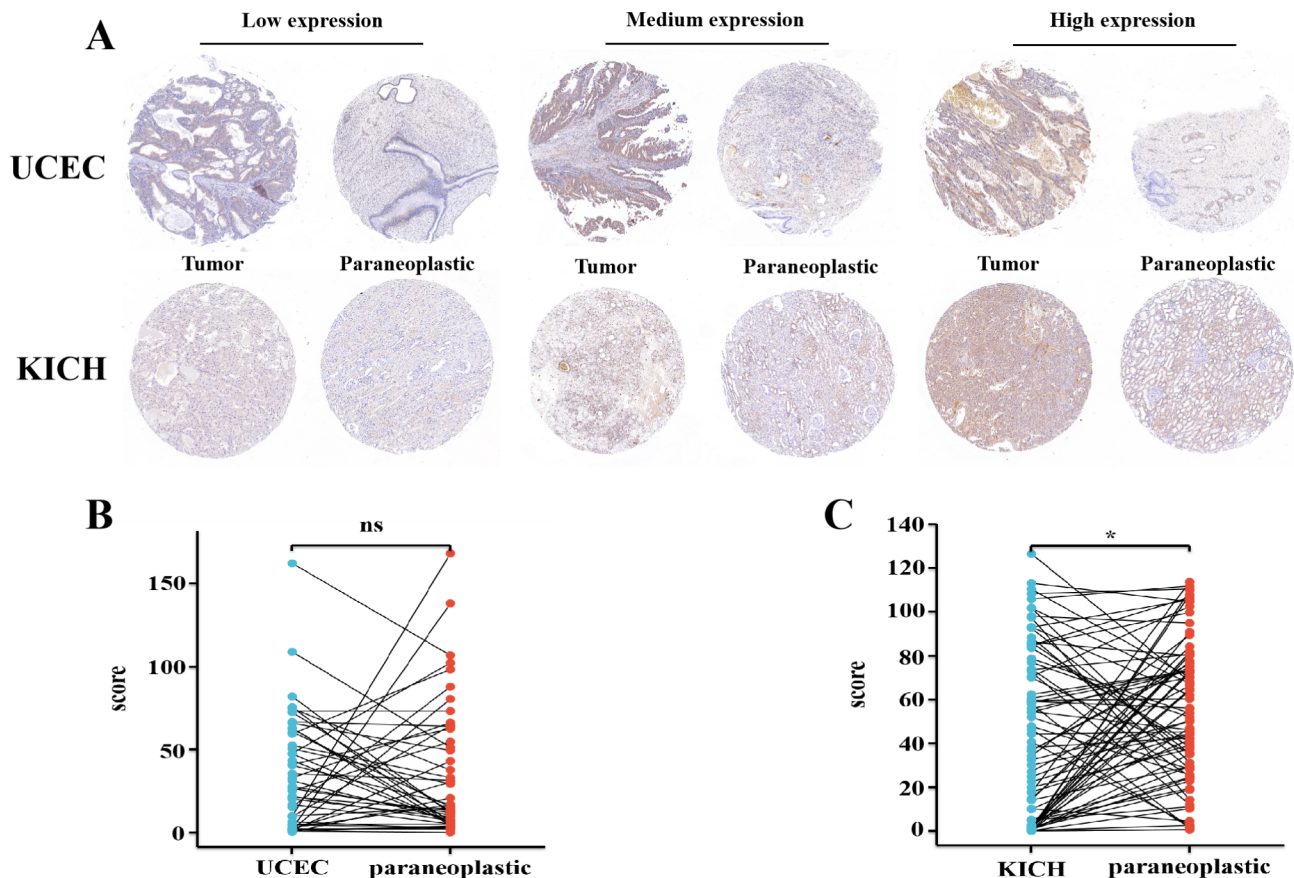 A
Low expression
Medium expression
High expression
UCEC
Tumor
Paraneoplastic
Tumor
Paraneoplastic
Tumor
Paraneoplastic
KICH
B
ns
150
100
50
0
score
UCEC
paraneoplastic
C
*
140
120
100
80
60
40
20
0
score
KICH
paraneoplastic